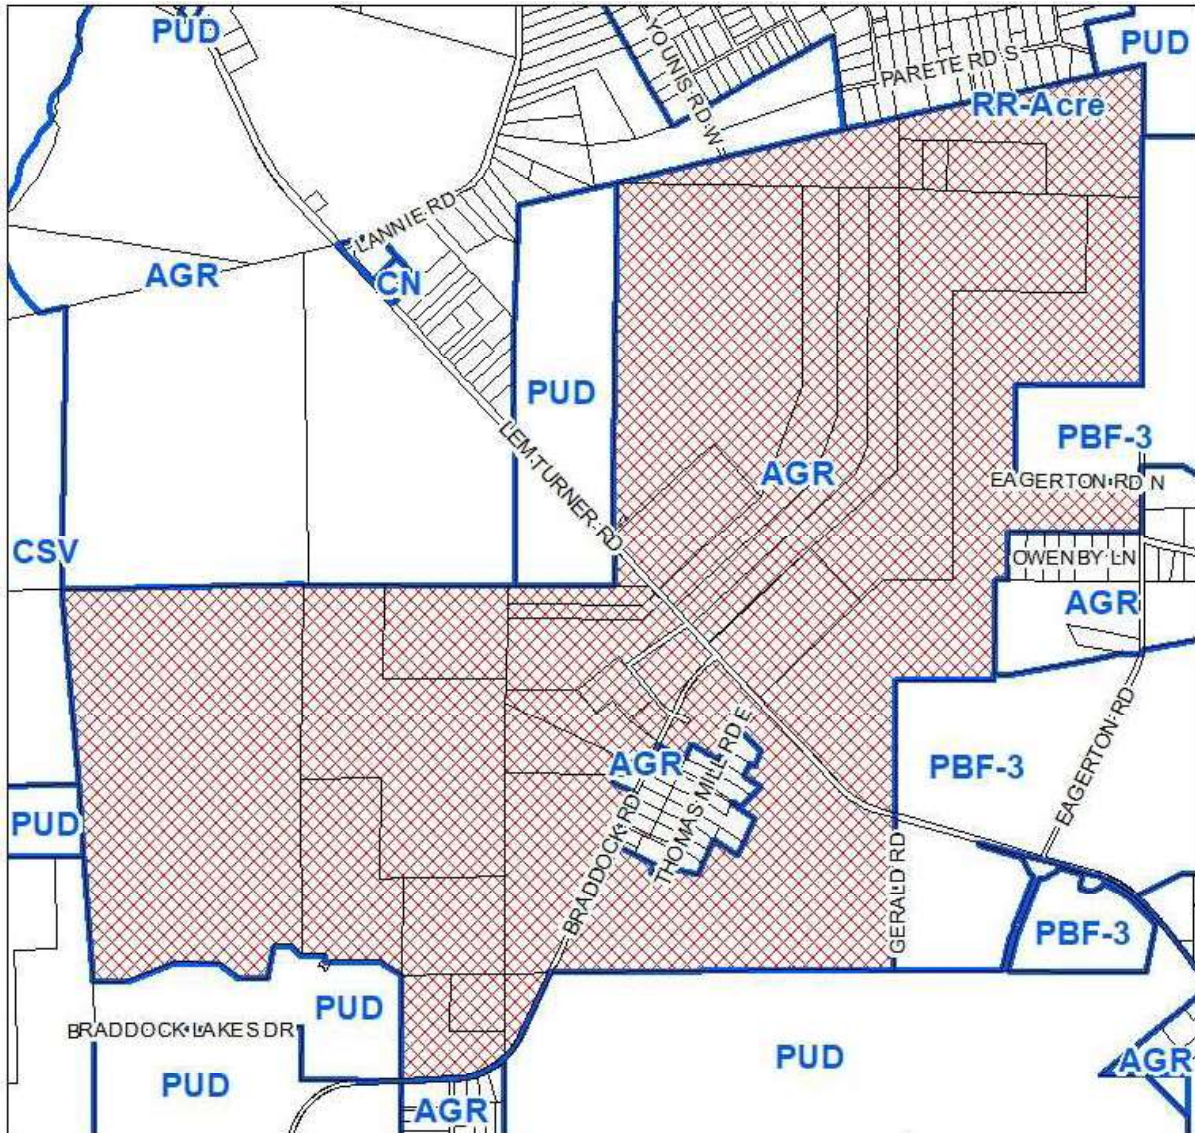 PUD
YOUNIS RD W
PARETE RD S
PUD
RR-Acre
LANNIE RD
AGR
CN
PUD
LEM TURNER RD
AGR
PBF-3
EAGERTON RD N
CSV
OWENBY LN
AGR
AGR
THOMAS MILL RD E
PBF-3
EAGERTON RD
PUD
BRADDOCK RD
GERALD RD
PBF-3
PUD
BRADDOCK LAKES DR
PUD
PUD
AGR
AGR